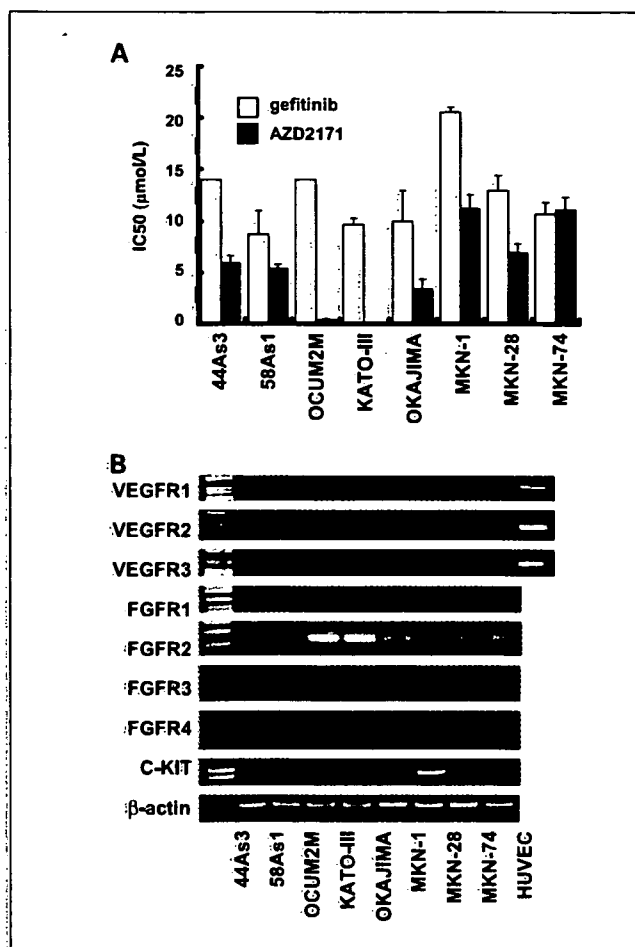 A
25
20
15
10
5
0
IC50 (µmol/L)
gefitinib
AZD2171
44As3
58As1
OCUM2M
KATO-III
OKAJIMA
MKN-1
MKN-28
MKN-74
B
VEGFR1
VEGFR2
VEGFR3
FGFR1
FGFR2
FGFR3
FGFR4
C-KIT
β-actin
44As3
58As1
OCUM2M
KATO-III
OKAJIMA
MKN-1
MKN-28
MKN-74
HUVEC